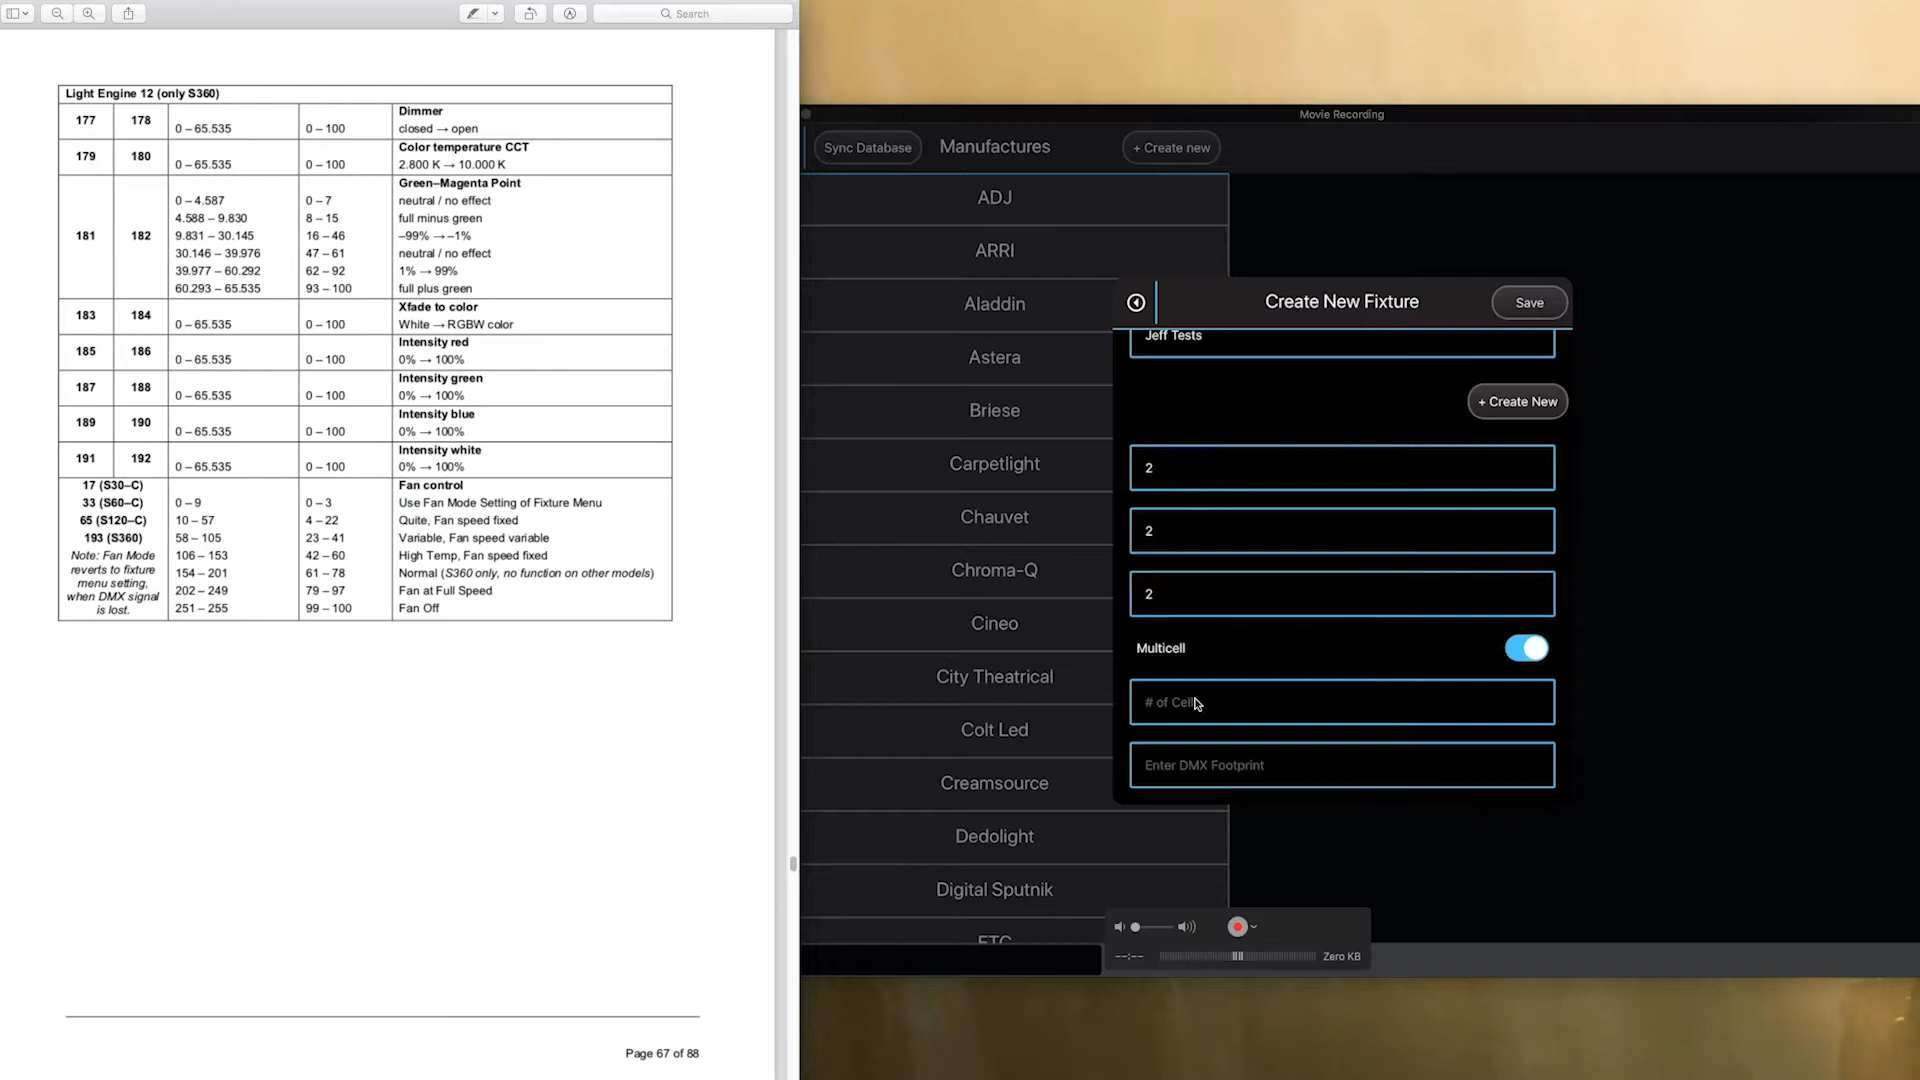 Search
Light Engine 12 (only S360)
177 178 0 – 65.535 0 – 100 Dimmer
closed → open
179 180 0 – 65.535 0 – 100 Color temperature CCT
2.800 K → 10.000 K
181 182 Green–Magenta Point
0 – 4.587 0 – 7 neutral / no effect
4.588 – 9.830 8 – 15 full minus green
9.831 – 30.145 16 – 46 –99% → –1%
30.146 – 39.976 47 – 61 neutral / no effect
39.977 – 60.292 62 – 92 1% → 99%
60.293 – 65.535 93 – 100 full plus green
183 184 0 – 65.535 0 – 100 Xfade to color
White → RGBW color
185 186 0 – 65.535 0 – 100 Intensity red
0% → 100%
187 188 0 – 65.535 0 – 100 Intensity green
0% → 100%
189 190 0 – 65.535 0 – 100 Intensity blue
0% → 100%
191 192 0 – 65.535 0 – 100 Intensity white
0% → 100%
17 (S30–C) Fan control
33 (S60–C) 0 – 9 0 – 3 Use Fan Mode Setting of Fixture Menu
65 (S120–C) 10 – 57 4 – 22 Quite, Fan speed fixed
193 (S360) 58 – 105 23 – 41 Variable, Fan speed variable
Note: Fan Mode 106 – 153 42 – 60 High Temp, Fan speed fixed
reverts to fixture 154 – 201 61 – 78 Normal (S360 only, no function on other models)
menu setting,
when DMX signal 202 – 249 79 – 97 Fan at Full Speed
is lost. 251 – 255 99 – 100 Fan Off
Page 67 of 88
Movie Recording
Sync Database Manufactures + Create new
ADJ
ARRI
Aladdin
Astera
Briese
Carpetlight
Chauvet
Chroma-Q
Cineo
City Theatrical
Colt Led
Creamsource
Dedolight
Digital Sputnik
ETC
Create New Fixture Save
Jeff Tests
+ Create New
2
2
2
Multicell
# of Cells
Enter DMX Footprint
--:-- Zero KB